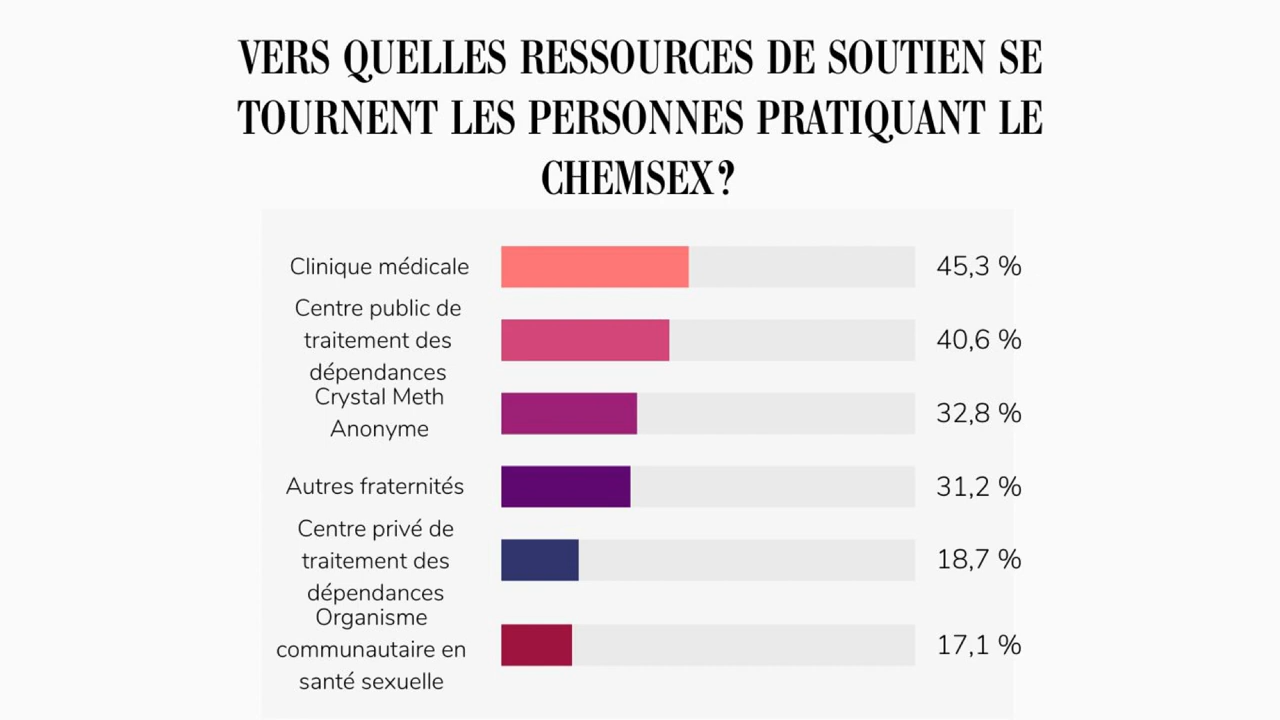 VERS QUELLES RESSOURCES DE SOUTIEN SE
TOURNENT LES PERSONNES PRATIQUANT LE
CHEMSEX?
Clinique médicale
45,3 %
Centre public de
traitement des
dépendances
40,6 %
Crystal Meth
Anonyme
32,8 %
Autres fraternités
31,2 %
Centre privé de
traitement des
dépendances
18,7 %
Organisme
communautaire en
santé sexuelle
17,1 %